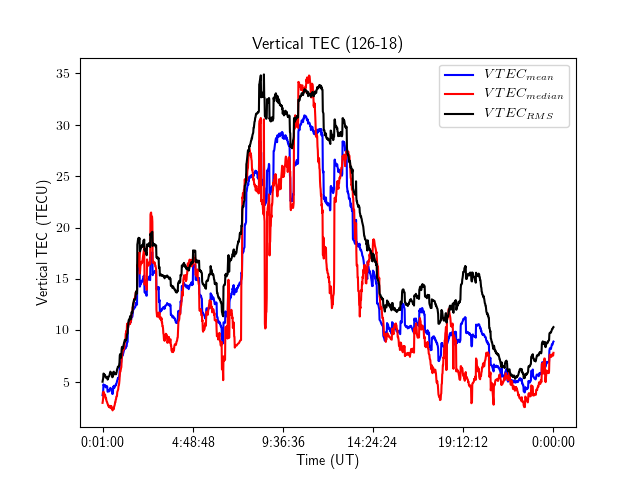 Vertical TEC (126-18)
VTEC_mean
VTEC_median
VTEC_RMS
Vertical TEC (TECU)
35
30
25
20
15
10
5
0:01:00 4:48:48 9:36:36 14:24:24 19:12:12 0:00:00
Time (UT)